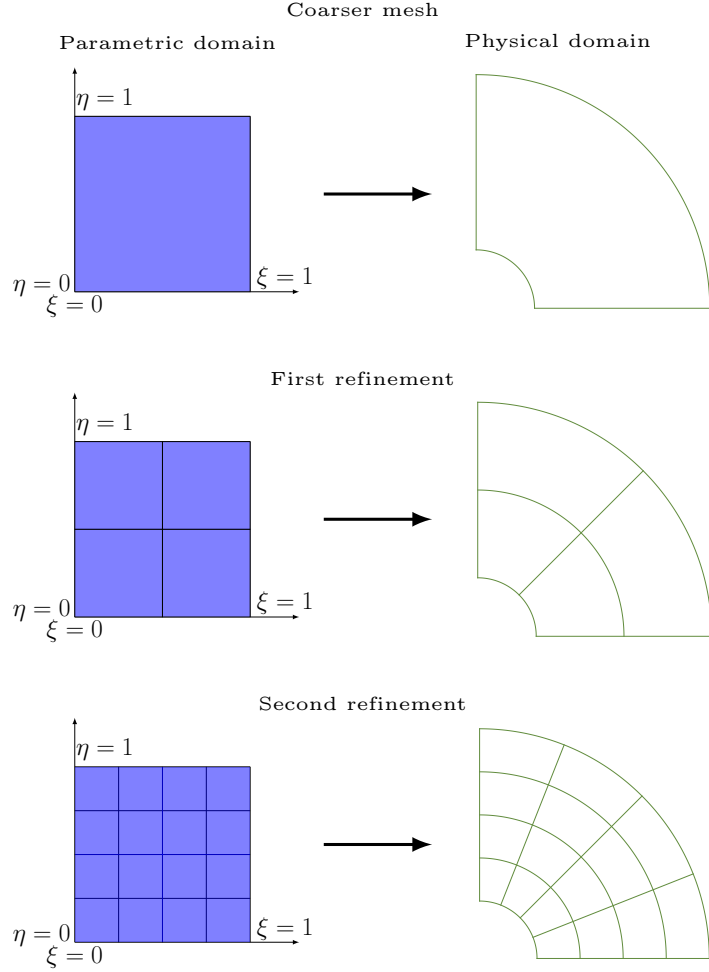 Coarser mesh
Parametric domain
Physical domain
η = 1
η = 0
ξ = 0
ξ = 1
First refinement
η = 1
η = 0
ξ = 0
ξ = 1
Second refinement
η = 1
η = 0
ξ = 0
ξ = 1